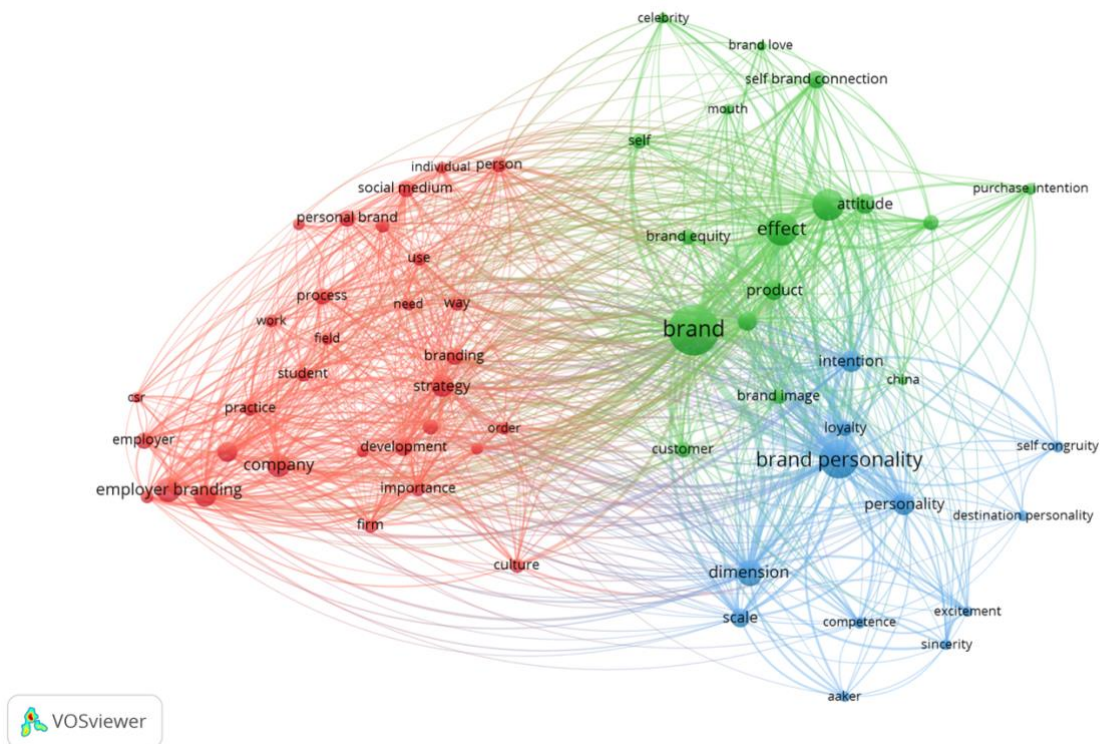 celebrity
brand love
self brand connection
mouth
self
individual
person
social medium
purchase intention
personal brand
attitude
effect
brand equity
use
product
process
need
way
work
brand
field
branding
intention
student
strategy
china
csr
brand image
practice
order
loyalty
employer
development
customer
self congruity
company
brand personality
employer branding
importance
personality
destination personality
firm
culture
dimension
scale
competence
excitement
sincerity
aaker
VOSviewer